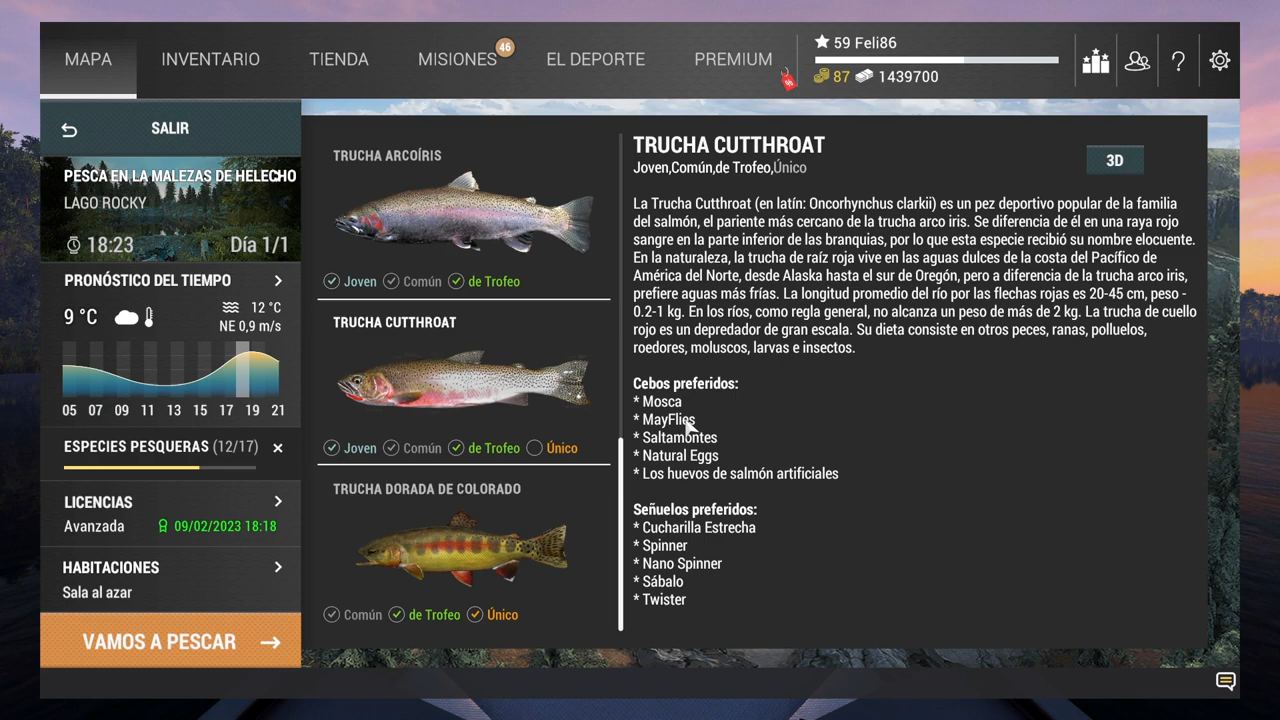 MAPA
INVENTARIO
TIENDA
MISIONES
46
EL DEPORTE
PREMIUM
%
59 Feli86
87 1439700
?
SALIR
PESCA EN LA MALEZAS DE HELECHO
LAGO ROCKY
18:23 Día 1/1
PRONÓSTICO DEL TIEMPO
9 °C
12 °C
NE 0,9 m/s
05 07 09 11 13 15 17 19 21
ESPECIES PESQUERAS (12/17)
LICENCIAS
Avanzada 09/02/2023 18:18
HABITACIONES
Sala al azar
VAMOS A PESCAR
TRUCHA ARCOÍRIS
Joven Común de Trofeo
TRUCHA CUTTHROAT
Joven Común de Trofeo Único
TRUCHA DORADA DE COLORADO
Común de Trofeo Único
TRUCHA CUTTHROAT
Joven,Común,de Trofeo,Único
3D
La Trucha Cutthroat (en latín: Oncorhynchus clarkii) es un pez deportivo popular de la familia
del salmón, el pariente más cercano de la trucha arco iris. Se diferencia de él en una raya rojo
sangre en la parte inferior de las branquias, por lo que esta especie recibió su nombre elocuente.
En la naturaleza, la trucha de raíz roja vive en las aguas dulces de la costa del Pacífico de
América del Norte, desde Alaska hasta el sur de Oregón, pero a diferencia de la trucha arco iris,
prefiere aguas más frías. La longitud promedio del río por las flechas rojas es 20-45 cm, peso -
0.2-1 kg. En los ríos, como regla general, no alcanza un peso de más de 2 kg. La trucha de cuello
rojo es un depredador de gran escala. Su dieta consiste en otros peces, ranas, polluelos,
roedores, moluscos, larvas e insectos.
Cebos preferidos:
* Mosca
* MayFlies
* Saltamontes
* Natural Eggs
* Los huevos de salmón artificiales
Señuelos preferidos:
* Cucharilla Estrecha
* Spinner
* Nano Spinner
* Sábalo
* Twister